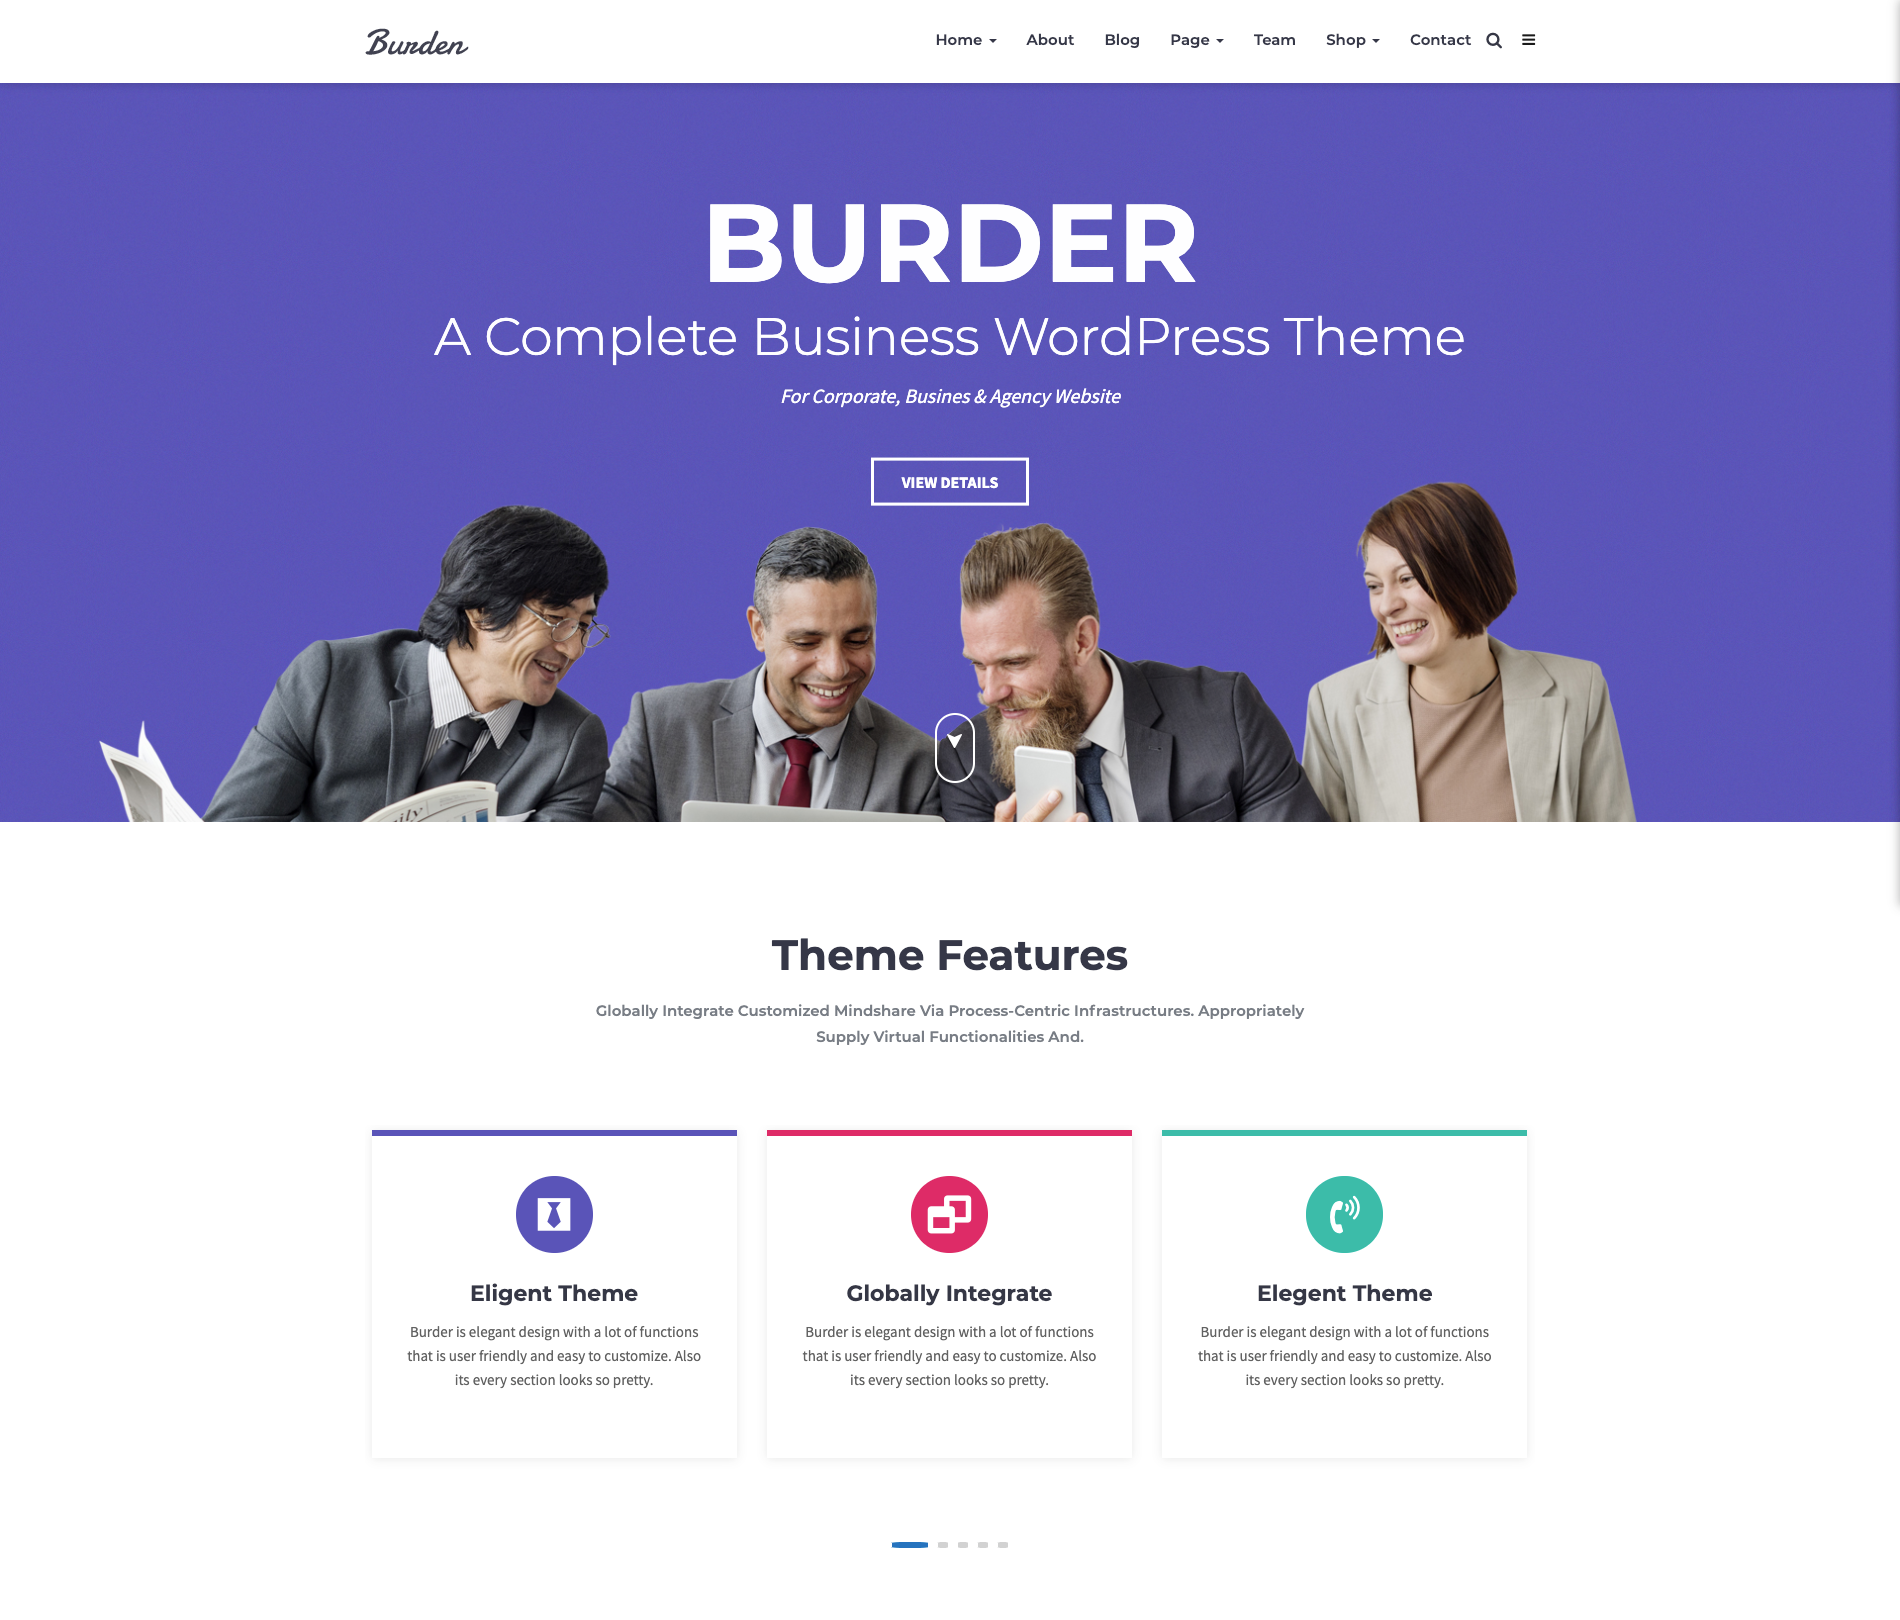 Burden
Home About Blog Page Team Shop Contact
BURDER
A Complete Business WordPress Theme
For Corporate, Busines & Agency Website
VIEW DETAILS
ily
Theme Features
Globally Integrate Customized Mindshare Via Process-Centric Infrastructures. Appropriately
Supply Virtual Functionalities And.
Eligent Theme
Burder is elegant design with a lot of functions
that is user friendly and easy to customize. Also
its every section looks so pretty.
Globally Integrate
Burder is elegant design with a lot of functions
that is user friendly and easy to customize. Also
its every section looks so pretty.
Elegent Theme
Burder is elegant design with a lot of functions
that is user friendly and easy to customize. Also
its every section looks so pretty.